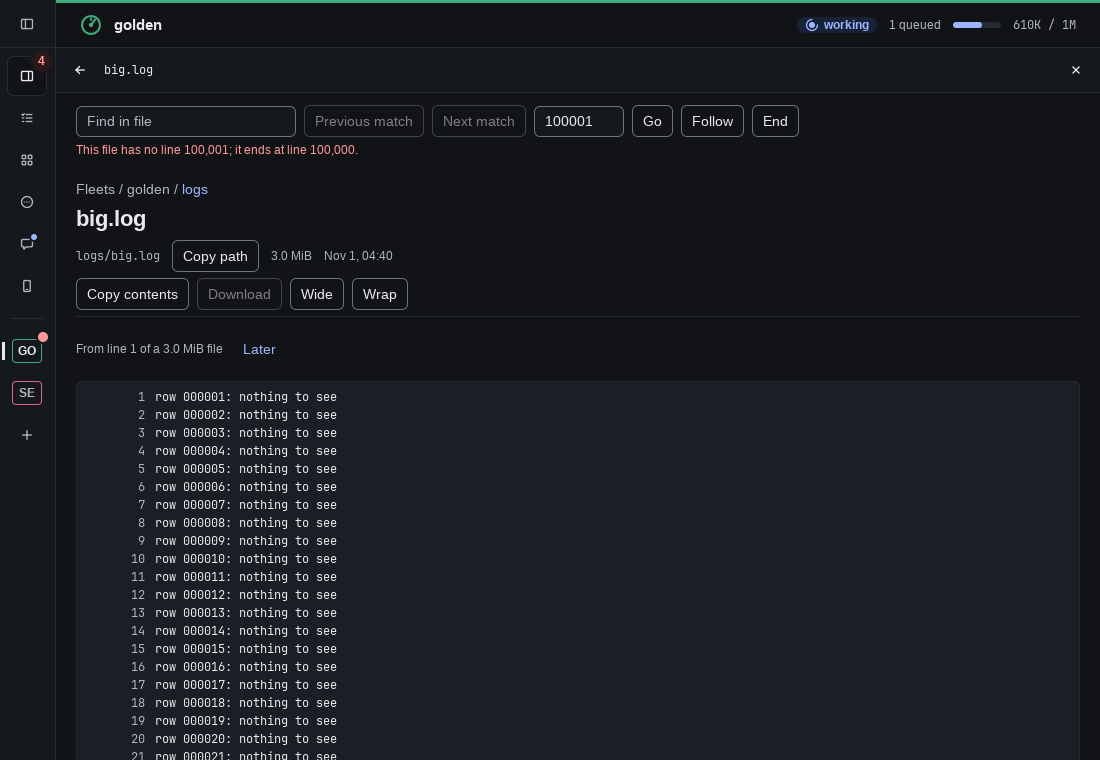 golden
working
1 queued
610K / 1M
4
big.log
Find in file
Previous match
Next match
100001
Go
Follow
End
This file has no line 100,001; it ends at line 100,000.
Fleets / golden / logs
big.log
logs/big.log
Copy path
3.0 MiB
Nov 1, 04:40
Copy contents
Download
Wide
Wrap
GO
SE
From line 1 of a 3.0 MiB file
Later
1 row 000001: nothing to see
2 row 000002: nothing to see
3 row 000003: nothing to see
4 row 000004: nothing to see
5 row 000005: nothing to see
6 row 000006: nothing to see
7 row 000007: nothing to see
8 row 000008: nothing to see
9 row 000009: nothing to see
10 row 000010: nothing to see
11 row 000011: nothing to see
12 row 000012: nothing to see
13 row 000013: nothing to see
14 row 000014: nothing to see
15 row 000015: nothing to see
16 row 000016: nothing to see
17 row 000017: nothing to see
18 row 000018: nothing to see
19 row 000019: nothing to see
20 row 000020: nothing to see
21 row 000021: nothing to see